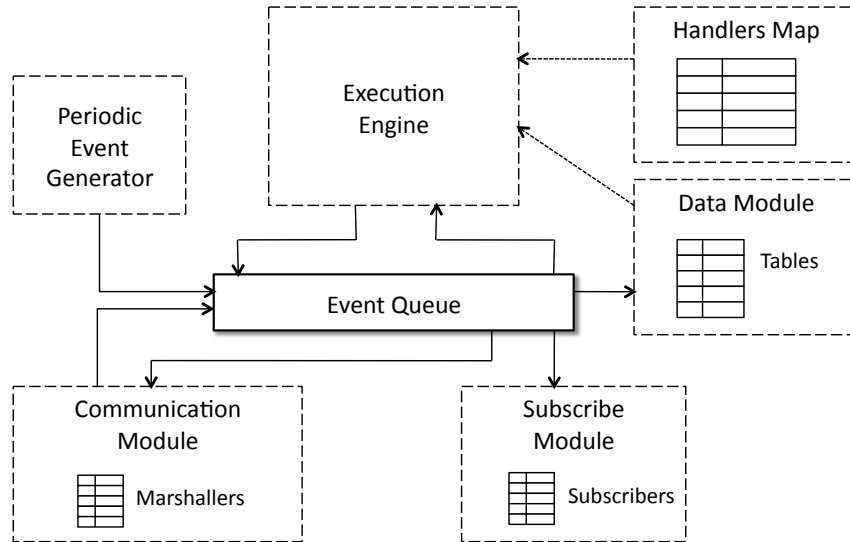 Handlers Map
Execution
Engine
Periodic
Event
Generator
Data Module
Tables
Event Queue
Communication
Module
Marshallers
Subscribe
Module
Subscribers